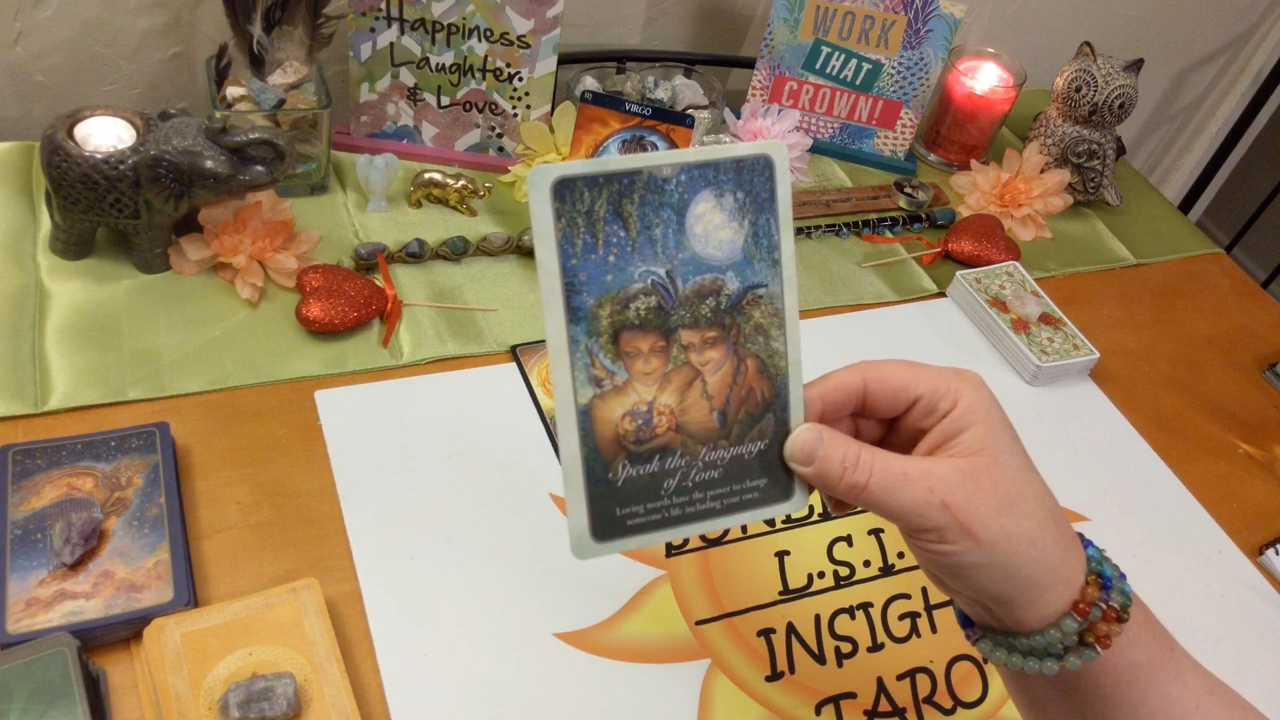 Happiness
Laughter
& Love
WORK
THAT
CROWN!
VIRGO
6
Speak the Language
of Love
Loving words have the power to change
someone's life including your own.
L.S.I.
INSIGH
TARO